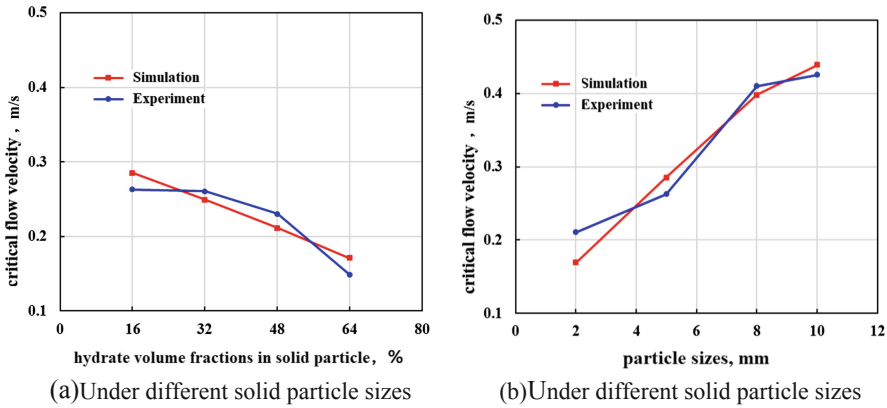 0.5
0.4
0.3
0.2
0.1
critical flow velocity , m/s
Simulation
Experiment
0 16 32 48 64 80
hydrate volume fractions in solid particle, %
(a)Under different solid particle sizes
0.5
0.4
0.3
0.2
0.1
critical flow velocity , m/s
Simulation
Experiment
0 2 4 6 8 10 12
particle sizes, mm
(b)Under different solid particle sizes